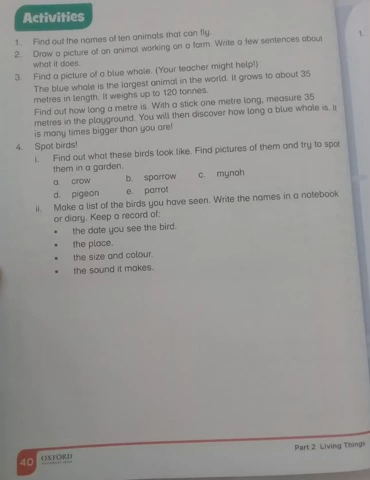 Activities
1. Find out the names of ten animals that can fly.
2. Draw a picture of an animal working on a farm. Write a few sentences about
what it does.
3. Find a picture of a blue whale. (Your teacher might help!)
The blue whale is the largest animal in the world. It grows to about 35
metres in length. It weighs up to 120 tonnes.
Find out how long a metre is. With a stick one metre long, measure 35
metres in the playground. You will then discover how long a blue whale is, it
is many times bigger than you are!
4. Spot birds!
i. Find out what these birds look like. Find pictures of them and try to spot
them in a garden.
a. crow b. sparrow c. mynah
d. pigeon e. parrot
ii. Make a list of the birds you have seen. Write the names in a notebook
or diary. Keep a record of:
• the date you see the bird.
• the place.
• the size and colour.
• the sound it makes.
1.
40 OXFORD
Part 2 Living Things